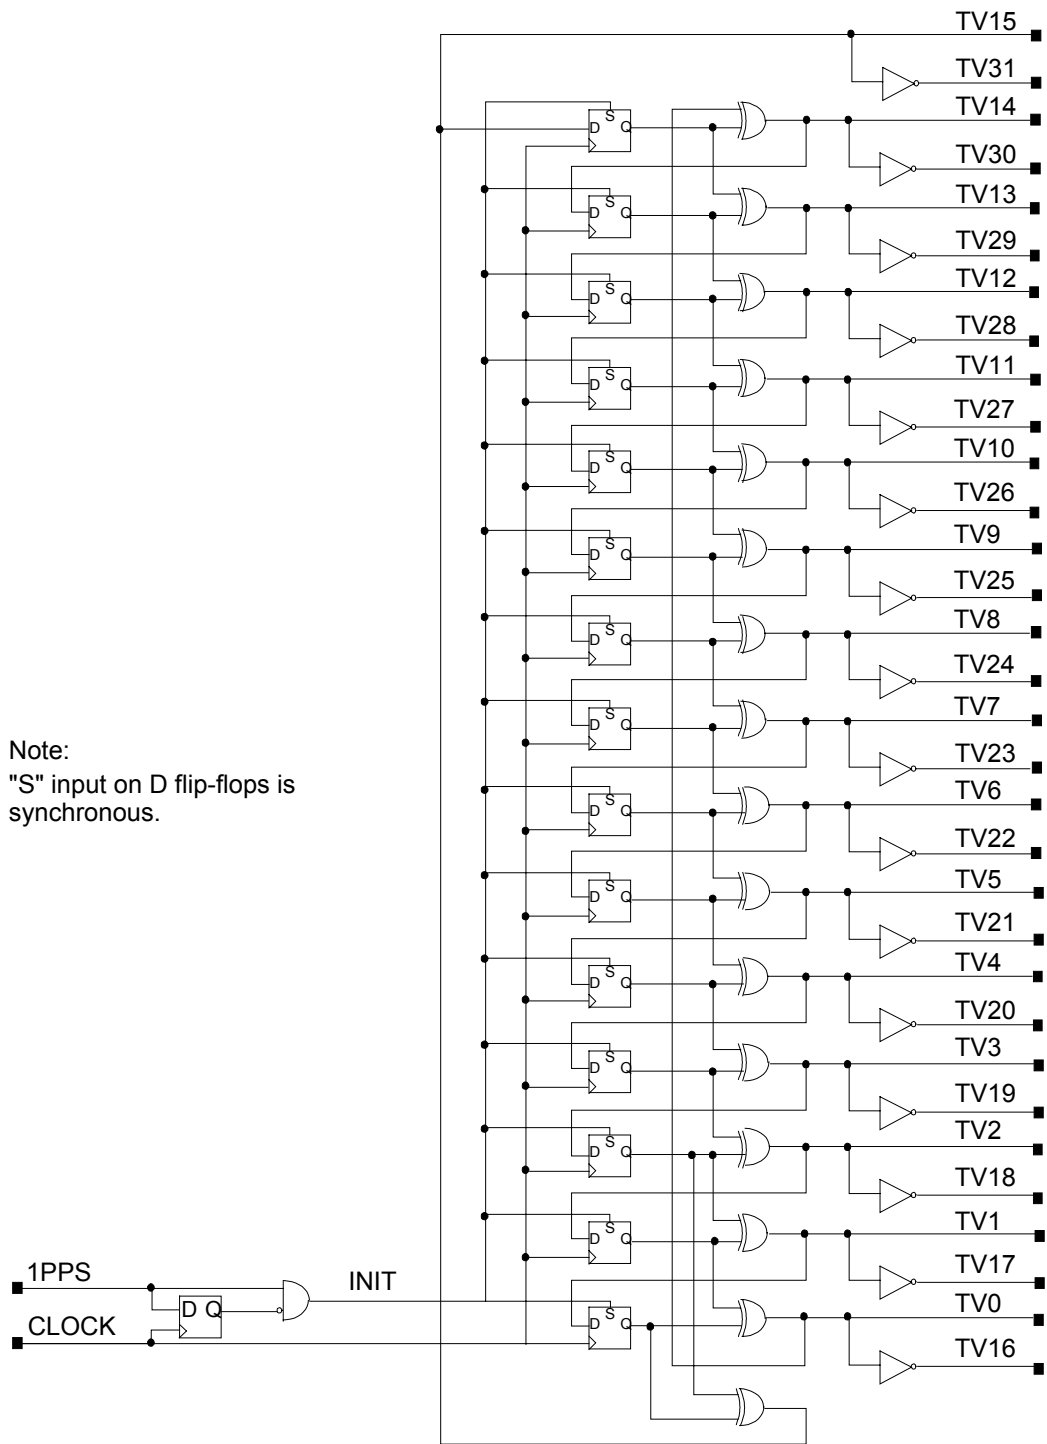 TV15
TV31
S
D Q
TV14
TV30
S
D Q
TV13
TV29
S
D Q
TV12
TV28
S
D Q
TV11
TV27
S
D Q
TV10
TV26
S
D Q
TV9
TV25
S
D Q
TV8
TV24
S
D Q
TV7
TV23
Note:
"S" input on D flip-flops is
synchronous.
S
D Q
TV6
TV22
S
D Q
TV5
TV21
S
D Q
TV4
TV20
S
D Q
TV3
TV19
S
D Q
TV2
TV18
S
D Q
TV1
TV17
1PPS
D Q
INIT
CLOCK
S
D Q
TV0
TV16